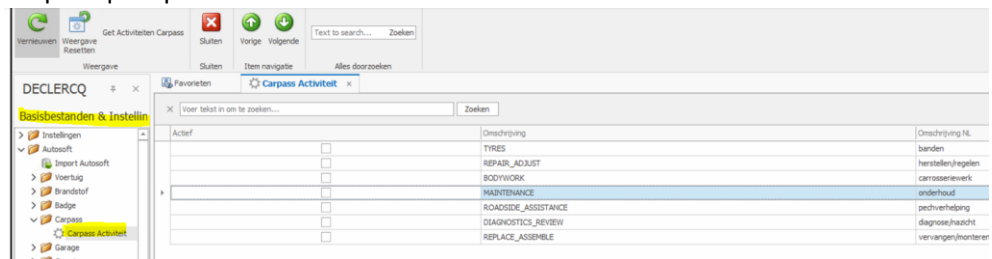 Vernieuwen
Weergave Resetten
Get Activiteiten Carpass
Sluiten
Vorige Volgende
Text to search... Zoeken
Weergave
Sluiten
Item navigatie
Alles doorzoeken
DECLERCQ
Favorieten
Carpass Activiteit
Basisbestanden & Instellin
Voer tekst in om te zoeken...
Zoeken
Instellingen
Autosoft
Import Autosoft
Voertuig
Brandstof
Badge
Carpass
Carpass Activiteit
Garage
Actief Omschrijving Omschrijving NL
TYRES banden
REPAIR_ADJUST herstellen/regelen
BODYWORK carrosseriewerk
MAINTENANCE onderhoud
ROADSIDE_ASSISTANCE pechverhelping
DIAGNOSTICS_REVIEW diagnose/nazicht
REPLACE_ASSEMBLE vervangen/monteren